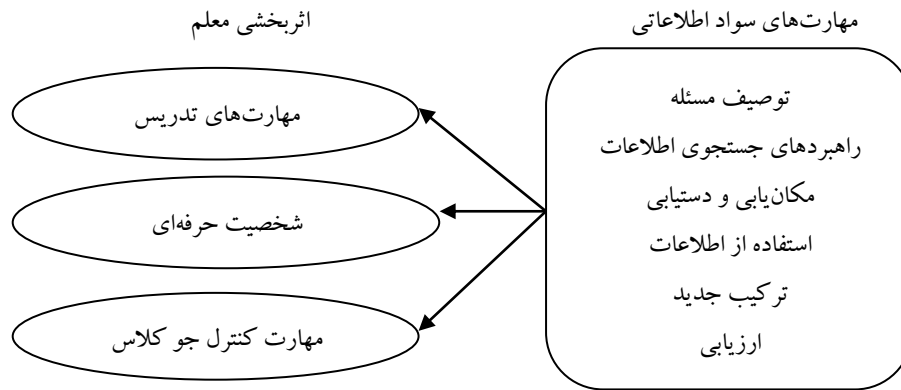 مهارت‌های سواد اطلاعاتی
توصیف مسئله
راهبردهای جستجوی اطلاعات
مکان‌یابی و دستیابی
استفاده از اطلاعات
ترکیب جدید
ارزیابی
اثربخشی معلم
مهارت‌های تدریس
شخصیت حرفه‌ای
مهارت کنترل جو کلاس